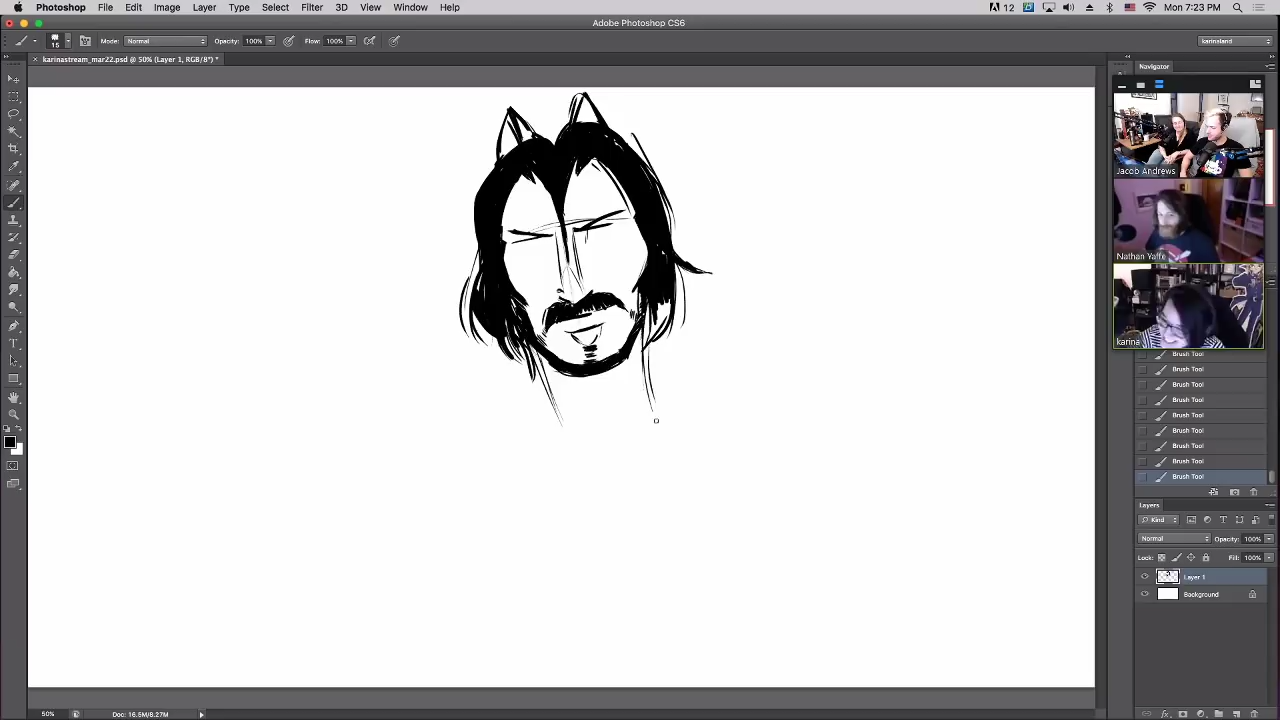 Photoshop File Edit Image Layer Type Select Filter 3D View Window Help
12 Mon 7:23 PM
Adobe Photoshop CS6
15 Mode: Normal Opacity: 100% Flow: 100% karinaland
× karinastream_mar22.psd @ 50% (Layer 1, RGB/8*) *
Navigator
Jacob Andrews
Nathan Yaffe
karina
Brush Tool
Brush Tool
Brush Tool
Brush Tool
Brush Tool
Brush Tool
Brush Tool
Brush Tool
Brush Tool
Layers
Kind
Normal Opacity: 100%
Lock: Fill: 100%
Layer 1
Background
50% Doc: 16.5M/8.27M